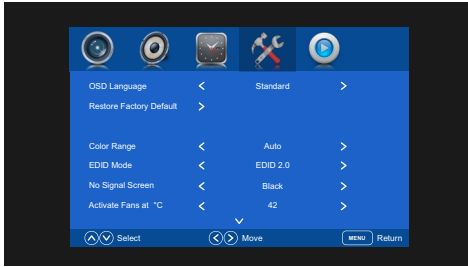 OSD Language < Standard >
Restore Factory Default >
Color Range < Auto >
EDID Mode < EDID 2.0 >
No Signal Screen < Black >
Activate Fans at °C < 42 >
Select Move MENU Return